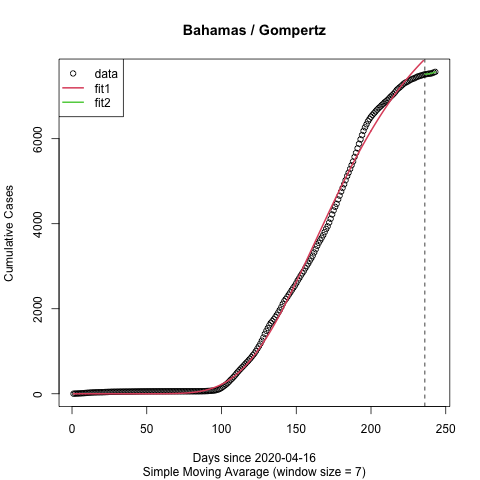 Bahamas / Gompertz
data
fit1
fit2
Cumulative Cases
6000
4000
2000
0
0 50 100 150 200 250
Days since 2020-04-16
Simple Moving Avarage (window size = 7)